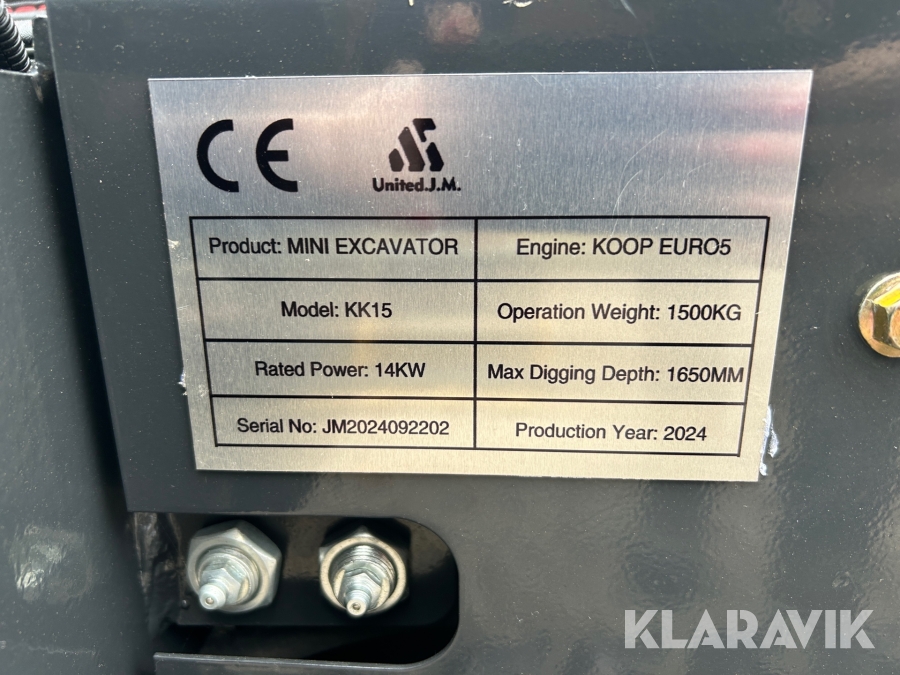 CE
United.J.M.
Product: MINI EXCAVATOR
Engine: KOOP EURO5
Model: KK15
Operation Weight: 1500KG
Rated Power: 14KW
Max Digging Depth: 1650MM
Serial No: JM2024092202
Production Year: 2024
KLARAVIK